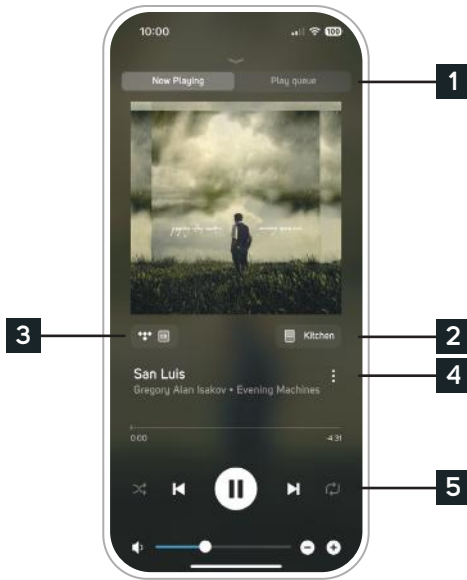 10:00
100
Now Playing
Play queue
1
3
Kitchen
2
San Luis
4
Gregory Alan Isakov • Evening Machines
0:00
-4:31
5